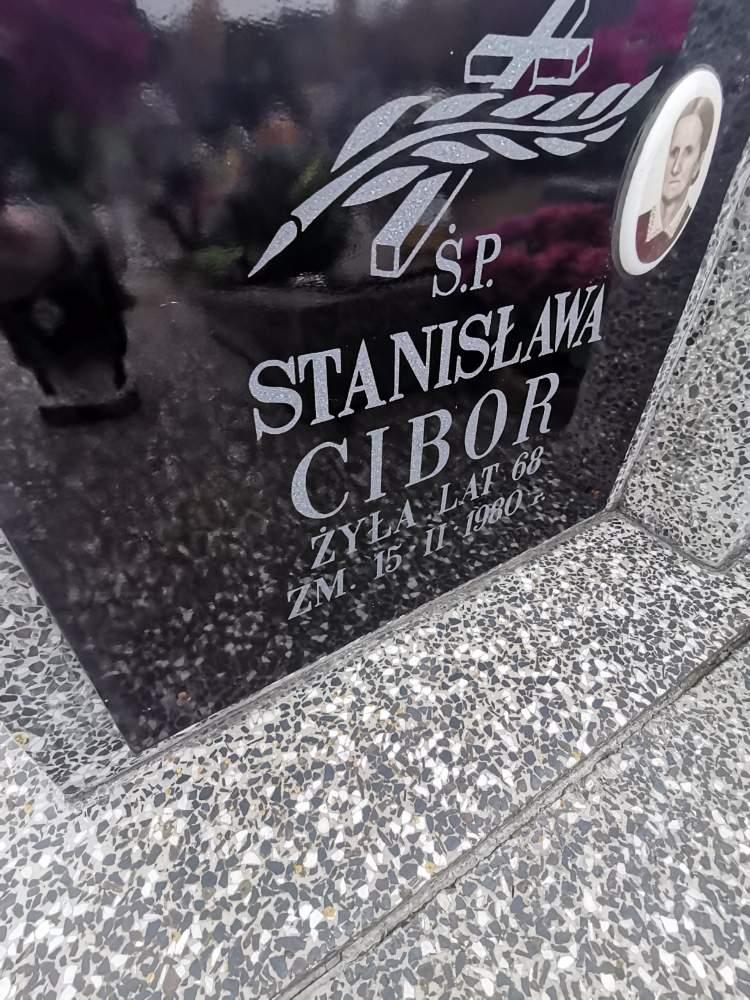 Ṡ.P.
STANISŁAWA
CIBOR
ŻYŁA LAT 68
ZM. 15 II 1980 r.